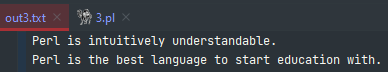 out3.txt × 3.pl ×
Perl is intuitively understandable.
Perl is the best language to start education with.